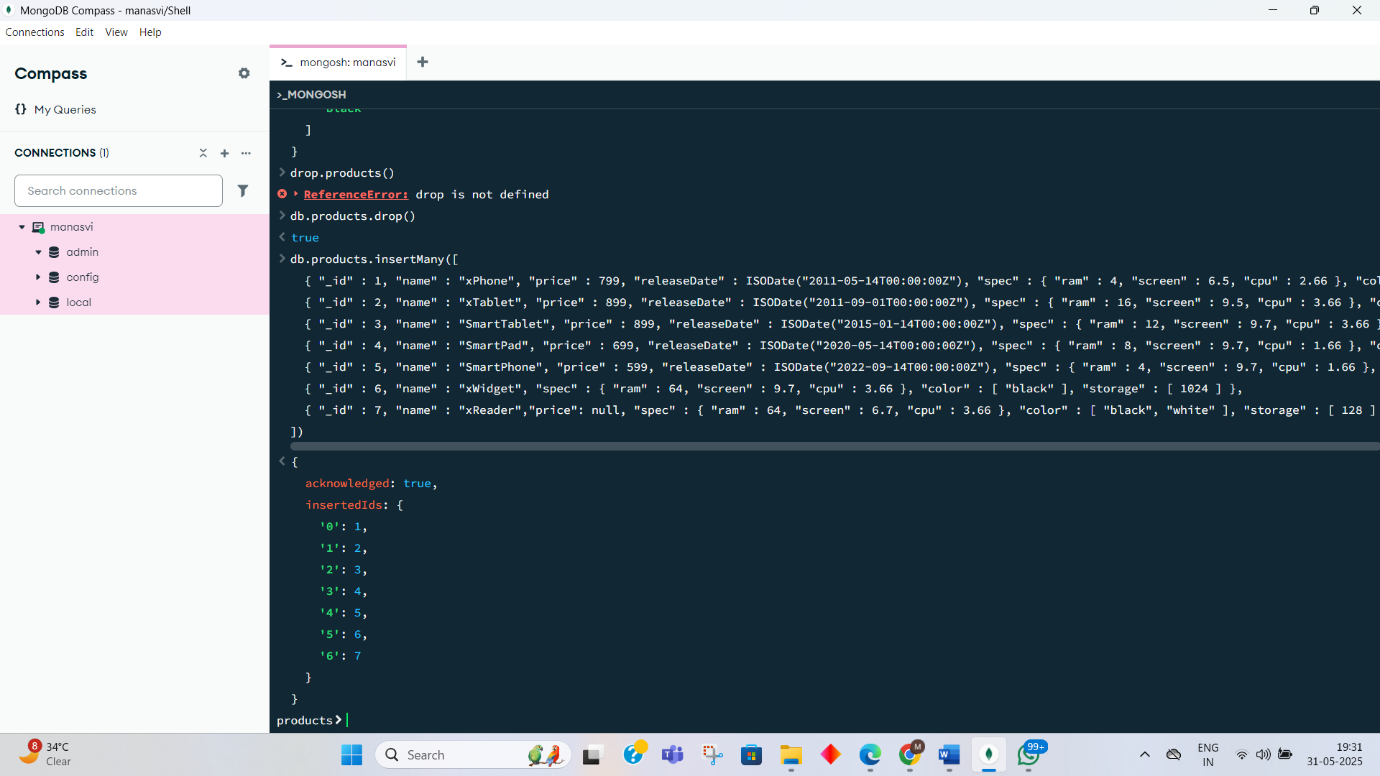 MongoDB Compass - manasvi/Shell
Connections Edit View Help
Compass
{} My Queries
CONNECTIONS (1)
Search connections
manasvi
admin
config
local
>_ mongosh: manasvi
>_MONGOSH
black
]
}
drop.products()
ReferenceError: drop is not defined
db.products.drop()
true
db.products.insertMany([
{ "_id" : 1, "name" : "xPhone", "price" : 799, "releaseDate" : ISODate("2011-05-14T00:00:00Z"), "spec" : { "ram" : 4, "screen" : 6.5, "cpu" : 2.66 }, "col
{ "_id" : 2, "name" : "xTablet", "price" : 899, "releaseDate" : ISODate("2011-09-01T00:00:00Z"), "spec" : { "ram" : 16, "screen" : 9.5, "cpu" : 3.66 }, "c
{ "_id" : 3, "name" : "SmartTablet", "price" : 899, "releaseDate" : ISODate("2015-01-14T00:00:00Z"), "spec" : { "ram" : 12, "screen" : 9.7, "cpu" : 3.66 }
{ "_id" : 4, "name" : "SmartPad", "price" : 699, "releaseDate" : ISODate("2020-05-14T00:00:00Z"), "spec" : { "ram" : 8, "screen" : 9.7, "cpu" : 1.66 }, "c
{ "_id" : 5, "name" : "SmartPhone", "price" : 599, "releaseDate" : ISODate("2022-09-14T00:00:00Z"), "spec" : { "ram" : 4, "screen" : 9.7, "cpu" : 1.66 },
{ "_id" : 6, "name" : "xWidget", "spec" : { "ram" : 64, "screen" : 9.7, "cpu" : 3.66 }, "color" : [ "black" ], "storage" : [ 1024 ] },
{ "_id" : 7, "name" : "xReader","price": null, "spec" : { "ram" : 64, "screen" : 6.7, "cpu" : 3.66 }, "color" : [ "black", "white" ], "storage" : [ 128 ]
])
{
acknowledged: true,
insertedIds: {
'0': 1,
'1': 2,
'2': 3,
'3': 4,
'4': 5,
'5': 6,
'6': 7
}
}
products>
8
34°C
Clear
Search
M
99+
ENG
IN
19:31
31-05-2025